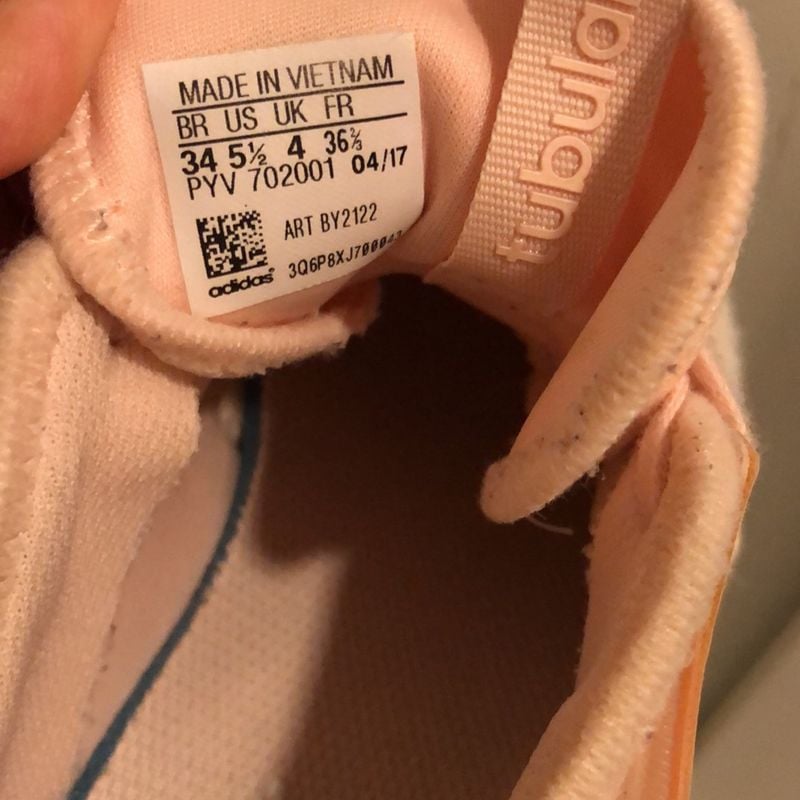 MADE IN VIETNAM
BR US UK FR
34 5½ 4 36⅔
PYV 702001 04/17
ART BY2122
adidas
tubular